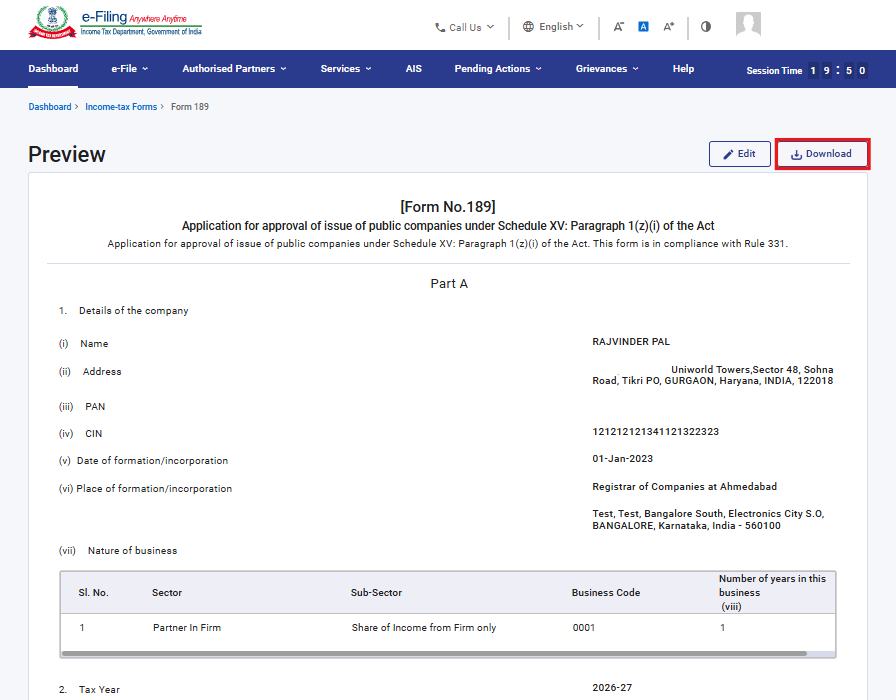 e-Filing Anywhere Anytime
Income Tax Department, Government of India
Call Us
English
A-
A
A+
Dashboard
e-File
Authorised Partners
Services
AIS
Pending Actions
Grievances
Help
Session Time 1 9 : 5 0
Dashboard > Income-tax Forms > Form 189
Preview
Edit
Download
[Form No.189]
Application for approval of issue of public companies under Schedule XV: Paragraph 1(z)(i) of the Act
Application for approval of issue of public companies under Schedule XV: Paragraph 1(z)(i) of the Act. This form is in compliance with Rule 331.
Part A
1. Details of the company
(i) Name RAJVINDER PAL
(ii) Address Uniworld Towers,Sector 48, Sohna
Road, Tikri PO, GURGAON, Haryana, INDIA, 122018
(iii) PAN
(iv) CIN 121212121341121322323
(v) Date of formation/incorporation 01-Jan-2023
(vi) Place of formation/incorporation Registrar of Companies at Ahmedabad
Test, Test, Bangalore South, Electronics City S.O,
BANGALORE, Karnataka, India - 560100
(vii) Nature of business
Sl. No. Sector Sub-Sector Business Code Number of years in this
business
(viii)
1 Partner In Firm Share of Income from Firm only 0001 1
2. Tax Year 2026-27